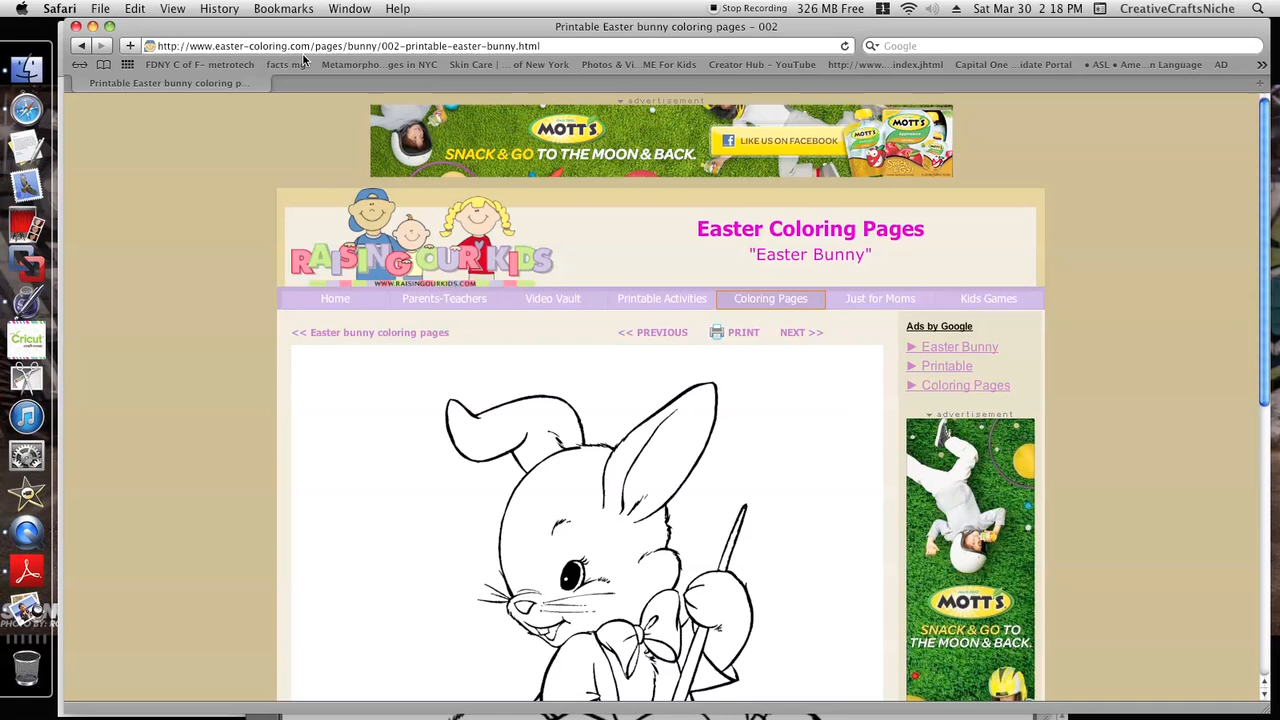 Safari File Edit View History Bookmarks Window Help Stop Recording 326 MB Free 1 Sat Mar 30 2:18 PM CreativeCraftsNiche
Printable Easter bunny coloring pages - 002
http://www.easter-coloring.com/pages/bunny/002-printable-easter-bunny.html Google
FDNY C of F- metrotech facts mg Metamorpho...ges in NYC Skin Care | ... of New York Photos & Vi...ME For Kids Creator Hub - YouTube http://www....index.jhtml Capital One ...idate Portal • ASL • Am...n Language AD
Printable Easter bunny coloring p...
advertisement
MOTT'S
SNACK & GO TO THE MOON & BACK.
LIKE US ON FACEBOOK
MOTT'S
RAISING OUR KIDS
WWW.RAISINGOURKIDS.COM
Easter Coloring Pages
"Easter Bunny"
Home Parents-Teachers Video Vault Printable Activities Coloring Pages Just for Moms Kids Games
<< Easter bunny coloring pages << PREVIOUS PRINT NEXT >>
Ads by Google
Easter Bunny
Printable
Coloring Pages
advertisement
MOTT'S
SNACK & GO TO
THE MOON & BACK.
Cricut